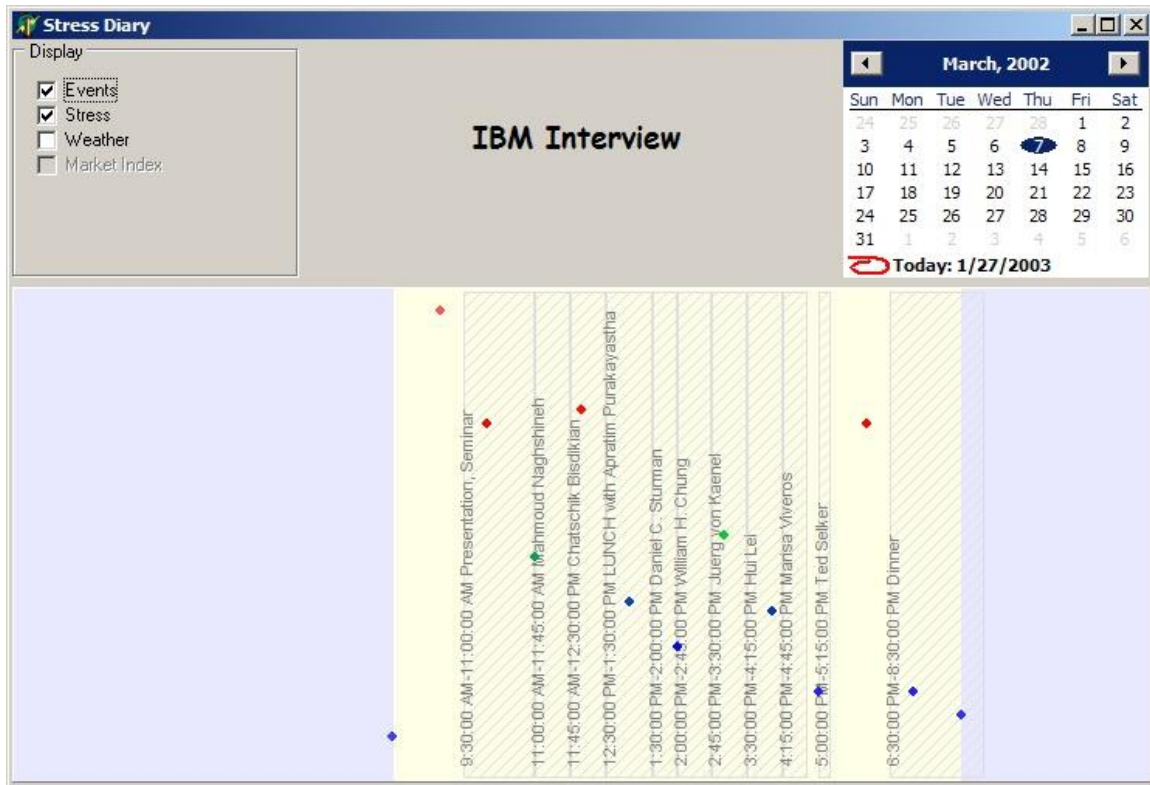 Stress Diary
Display
Events
Stress
Weather
Market Index
IBM Interview
March, 2002
Sun Mon Tue Wed Thu Fri Sat
24 25 26 27 28 1 2
3 4 5 6 7 8 9
10 11 12 13 14 15 16
17 18 19 20 21 22 23
24 25 26 27 28 29 30
31 1 2 3 4 5 6
Today: 1/27/2003
9:30:00 AM-11:00:00 AM Presentation, Seminar
11:00:00 AM-11:45:00 AM Mahmoud Naghshineh
11:45:00 AM-12:30:00 PM Chatschik Bisdikian
12:30:00 PM-1:30:00 PM LUNCH with Apratim Purakayastha
1:30:00 PM-2:00:00 PM Daniel C. Sturman
2:00:00 PM-2:45:00 PM William H. Chung
2:45:00 PM-3:30:00 PM Juerg von Kaenel
3:30:00 PM-4:15:00 PM Hui Lei
4:15:00 PM-4:45:00 PM Marisa Viveros
5:00:00 PM-5:15:00 PM Ted Selker
6:30:00 PM-8:30:00 PM Dinner